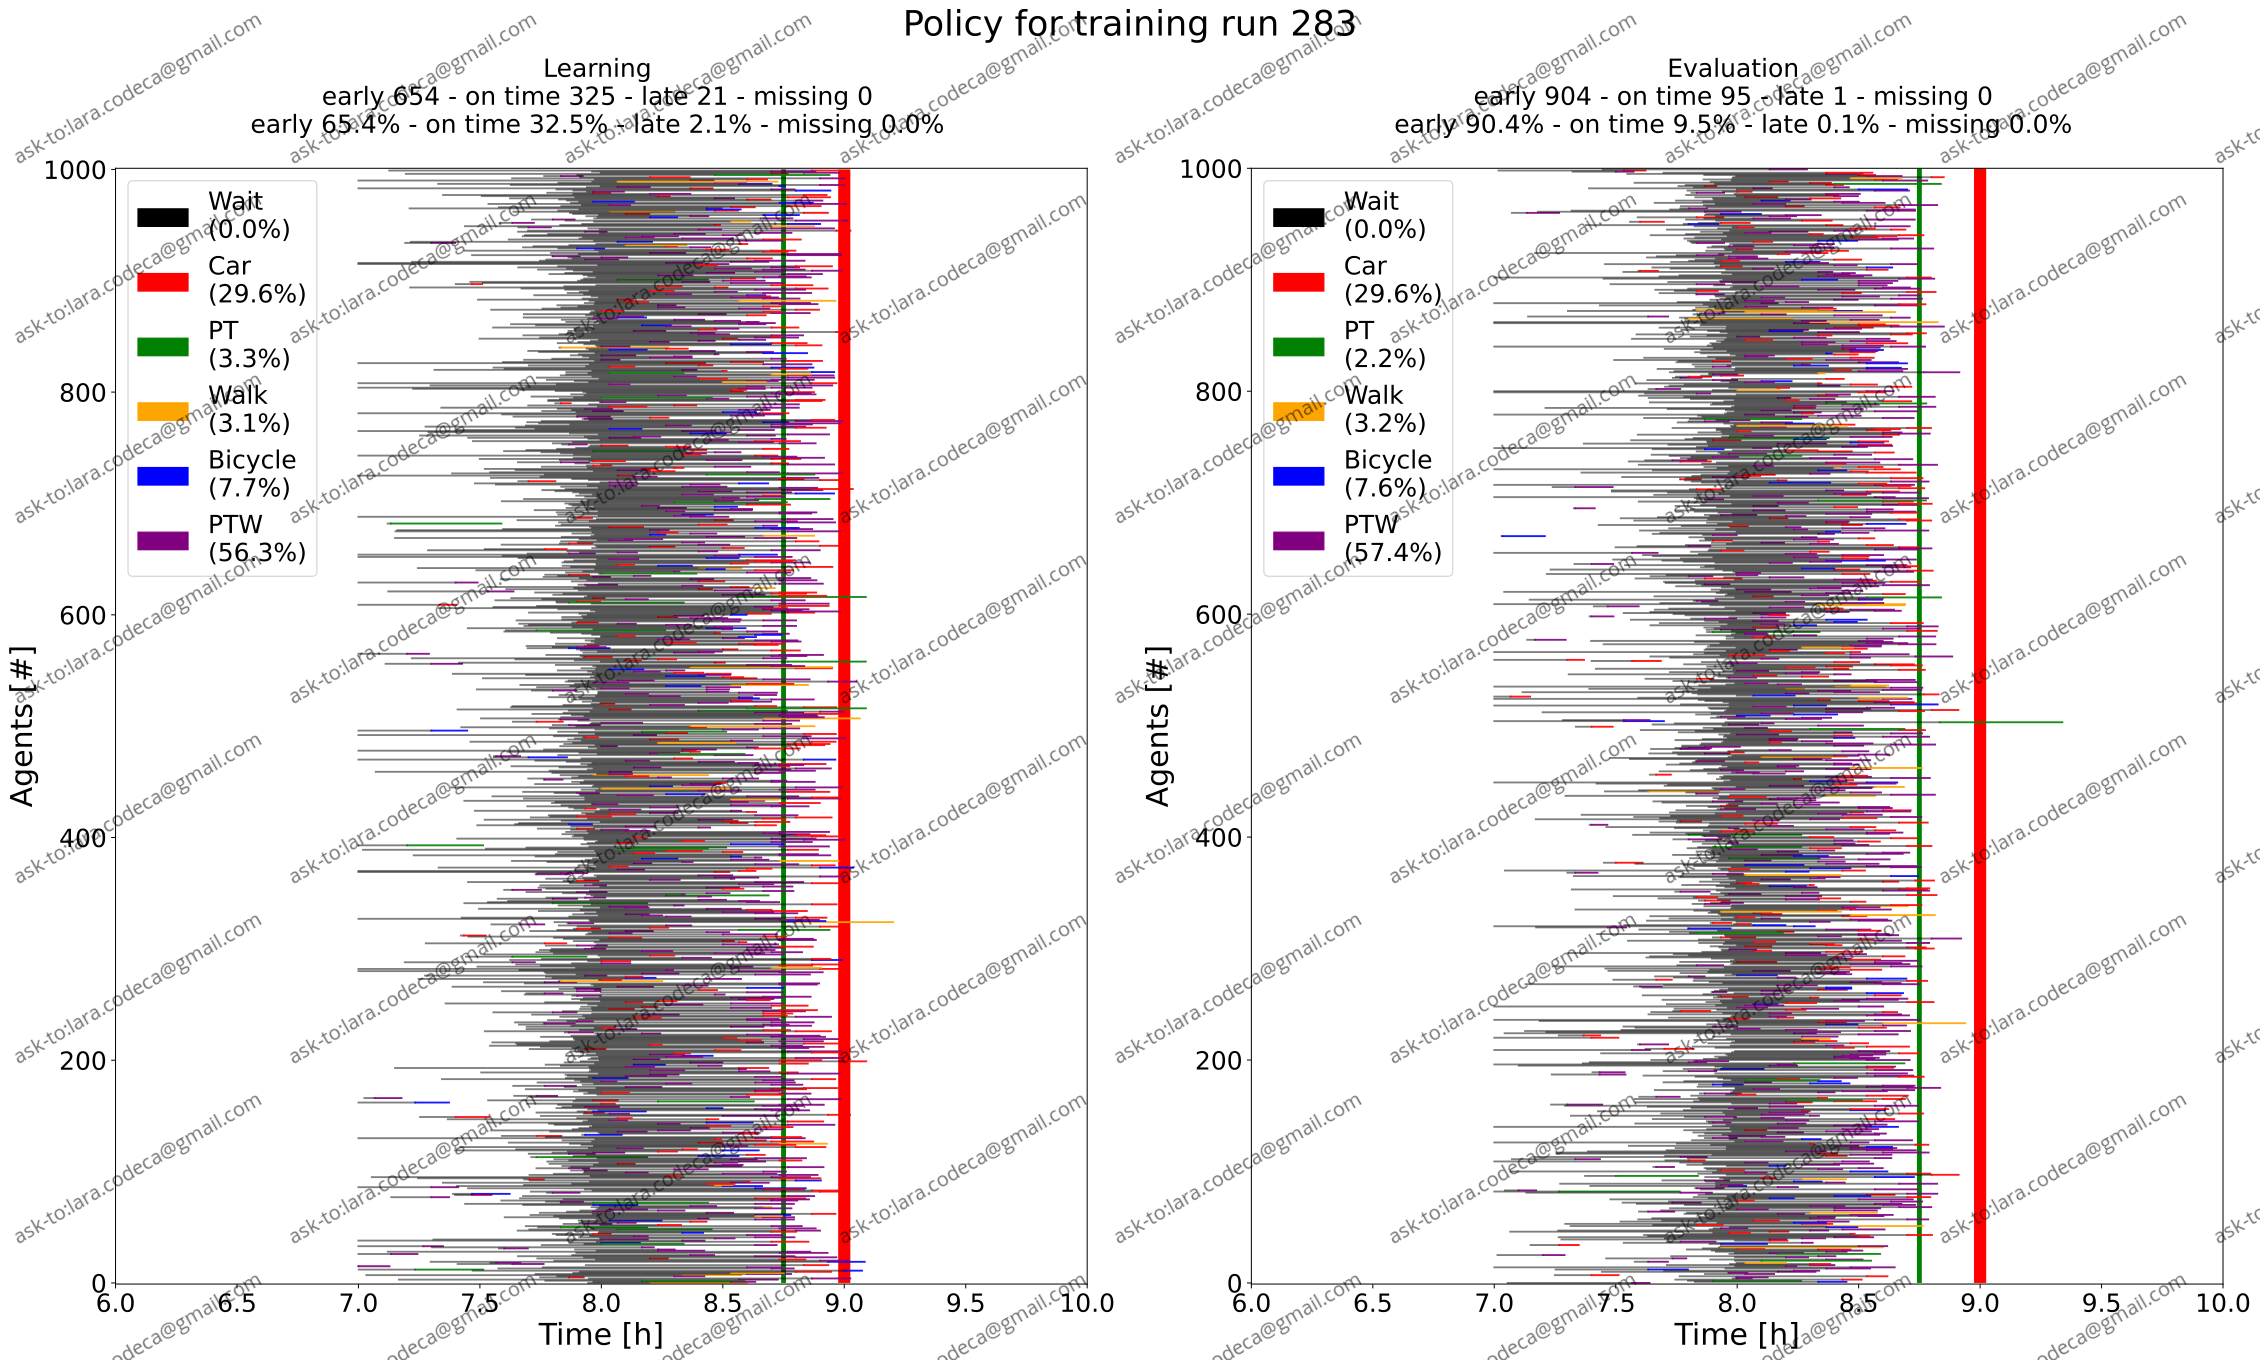 Policy for training run 283
Learning
early 654 - on time 325 - late 21 - missing 0
early 65.4% - on time 32.5% - late 2.1% - missing 0.0%
Agents [#]
1000
800
600
400
200
0
Wait
(0.0%)
Car
(29.6%)
PT
(3.3%)
Walk
(3.1%)
Bicycle
(7.7%)
PTW
(56.3%)
6.0 6.5 7.0 7.5 8.0 8.5 9.0 9.5 10.0
Time [h]
Evaluation
early 904 - on time 95 - late 1 - missing 0
early 90.4% - on time 9.5% - late 0.1% - missing 0.0%
Agents [#]
1000
800
600
400
200
0
Wait
(0.0%)
Car
(29.6%)
PT
(2.2%)
Walk
(3.2%)
Bicycle
(7.6%)
PTW
(57.4%)
6.0 6.5 7.0 7.5 8.0 8.5 9.0 9.5 10.0
Time [h]
ask-to:lara.codeca@gmail.com